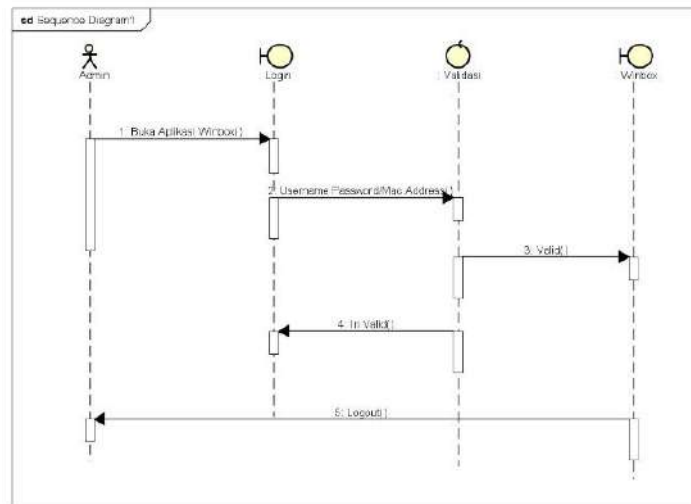 sd Sequence Diagram1
Admin
Login
: Validasi
Winbox
1: Buka Aplikasi Winbox()
2: Username Password/Mac Address()
3: Valid()
4: In Valid()
5: Logout()